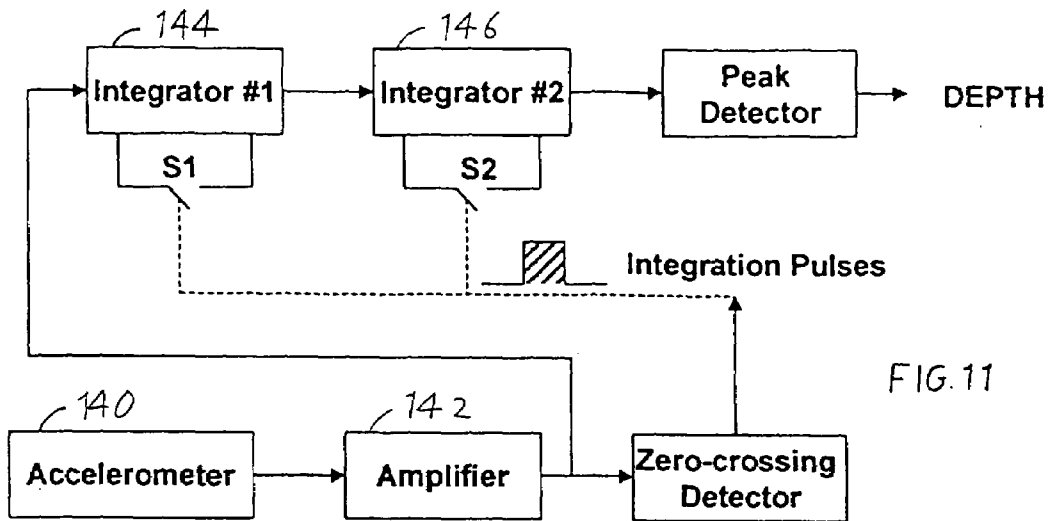 144
146
Integrator #1
Integrator #2
Peak
Detector
DEPTH
S1
S2
Integration Pulses
FIG. 11
140
142
Accelerometer
Amplifier
Zero-crossing
Detector